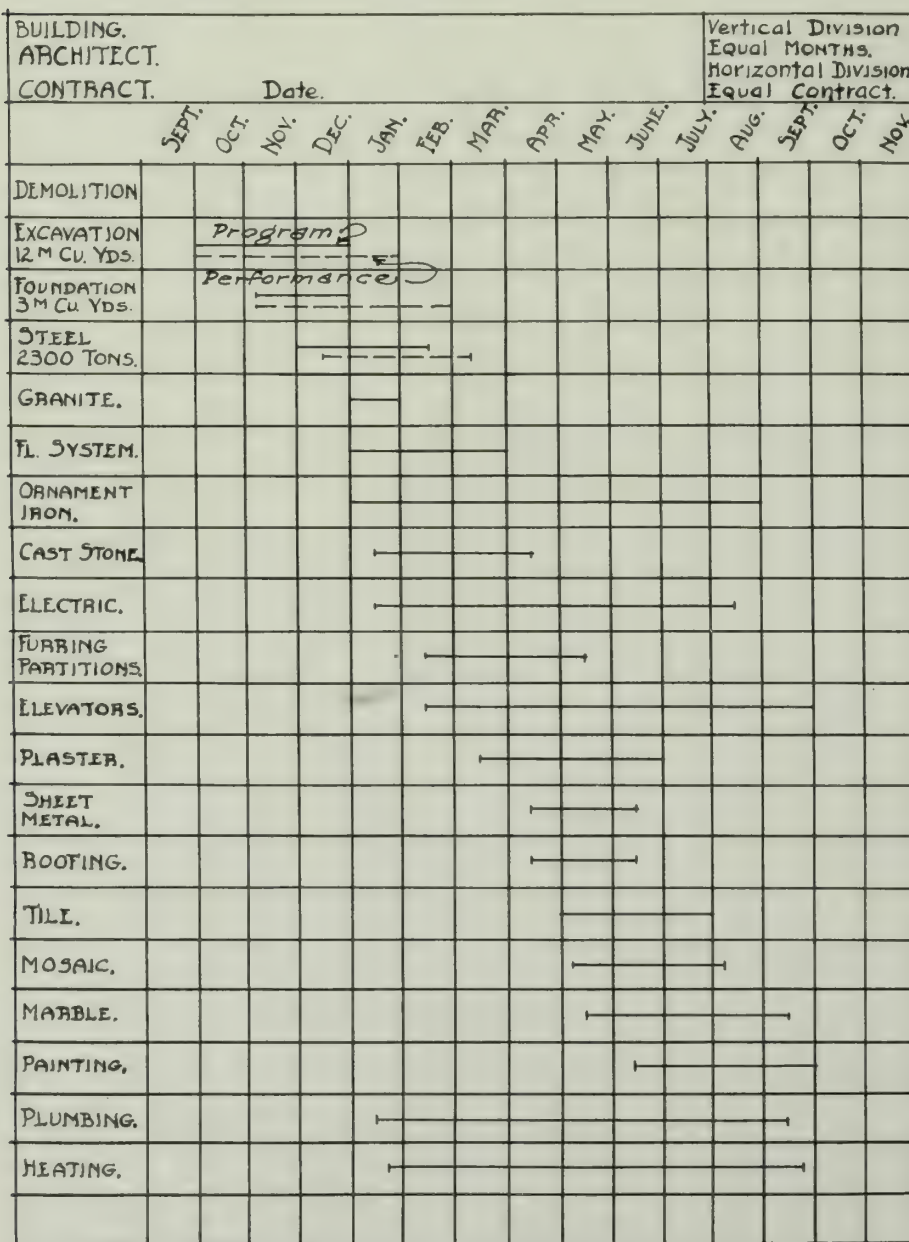 BUILDING.
ARCHITECT.
CONTRACT. Date.
Vertical Division
Equal MONTHS.
Horizontal Division
Equal Contract.
SEPT. OCT. NOV. DEC. JAN. FEB. MAR. APR. MAY. JUNE. JULY. AUG. SEPT. OCT. NOV.
DEMOLITION
EXCAVATION
12 M CU. YDS.
Program
Performance
FOUNDATION
3 M CU. YDS.
STEEL
2300 TONS.
GRANITE.
FL. SYSTEM.
ORNAMENT
IRON.
CAST STONE
ELECTRIC.
FURRING
PARTITIONS.
ELEVATORS.
PLASTER.
SHEET
METAL.
ROOFING.
TILE.
MOSAIC.
MARBLE.
PAINTING.
PLUMBING.
HEATING.